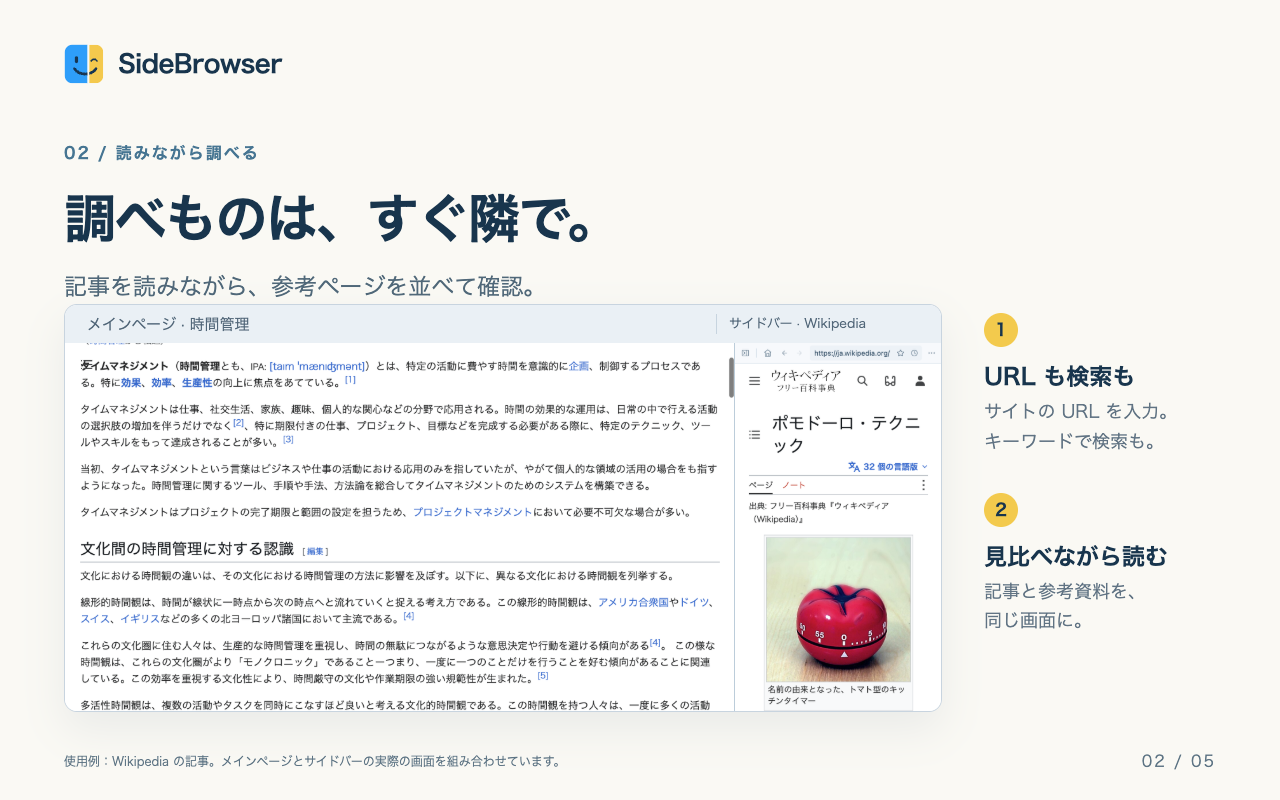 SideBrowser
02 / 読みながら調べる
調べものは、すぐ隣で。
記事を読みながら、参考ページを並べて確認。
メインページ · 時間管理
タイムマネジメント（時間管理とも、IPA: [taɪm ˈmænɪdʒmənt]）とは、特定の活動に費やす時間を意識的に企画、制御するプロセスであ
る。特に効果、効率、生産性の向上に焦点をあてている。[1]
タイムマネジメントは仕事、社交生活、家族、趣味、個人的な関心などの分野で応用される。時間の効果的な運用は、日常の中で行える活動
の選択肢の増加を伴うだけでなく[2]、特に期限付きの仕事、プロジェクト、目標などを完成する必要がある際に、特定のテクニック、ツー
ルやスキルをもって達成されることが多い。[3]
当初、タイムマネジメントという言葉はビジネスや仕事の活動における応用のみを指していたが、やがて個人的な領域の活用の場合をも指す
ようになった。時間管理に関するツール、手順や手法、方法論を総合してタイムマネジメントのためのシステムを構築できる。
タイムマネジメントはプロジェクトの完了期限と範囲の設定を担うため、プロジェクトマネジメントにおいて必要不可欠な場合が多い。
文化間の時間管理に対する認識 [編集]
文化における時間観の違いは、その文化における時間管理の方法に影響を及ぼす。以下に、異なる文化における時間観を列挙する。
線形的時間観は、時間が線状に一時点から次の時点へと流れていくと捉える考え方である。この線形的時間観は、アメリカ合衆国やドイツ、
スイス、イギリスなどの多くの北ヨーロッパ諸国において主流である。[4]
これらの文化圏に住む人々は、生産的な時間管理を重視し、時間の無駄につながるような意思決定や行動を避ける傾向がある[4]。 この様な
時間観は、これらの文化圏がより「モノクロニック」であること一つまり、一度に一つのことだけを行うことを好む傾向があることに関連
している。この効率を重視する文化性により、時間厳守の文化や作業期限の強い規範性が生まれた。[5]
多活性時間観は、複数の活動やタスクを同時にこなすほど良いと考える文化的時間観である。この時間観を持つ人々は、一度に多くの活動
サイドバー · Wikipedia
https://ja.wikipedia.org/
ウィキペディア
フリー百科事典
ポモドーロ・テクニ
ック
32 個の言語版
ページ ノート
出典: フリー百科事典『ウィキペディア
（Wikipedia）』
50 55 0 5
名前の由来となった、トマト型のキッ
チンタイマー
1
URL も検索も
サイトの URL を入力。
キーワードで検索も。
2
見比べながら読む
記事と参考資料を、
同じ画面に。
使用例：Wikipedia の記事。メインページとサイドバーの実際の画面を組み合わせています。
02 / 05